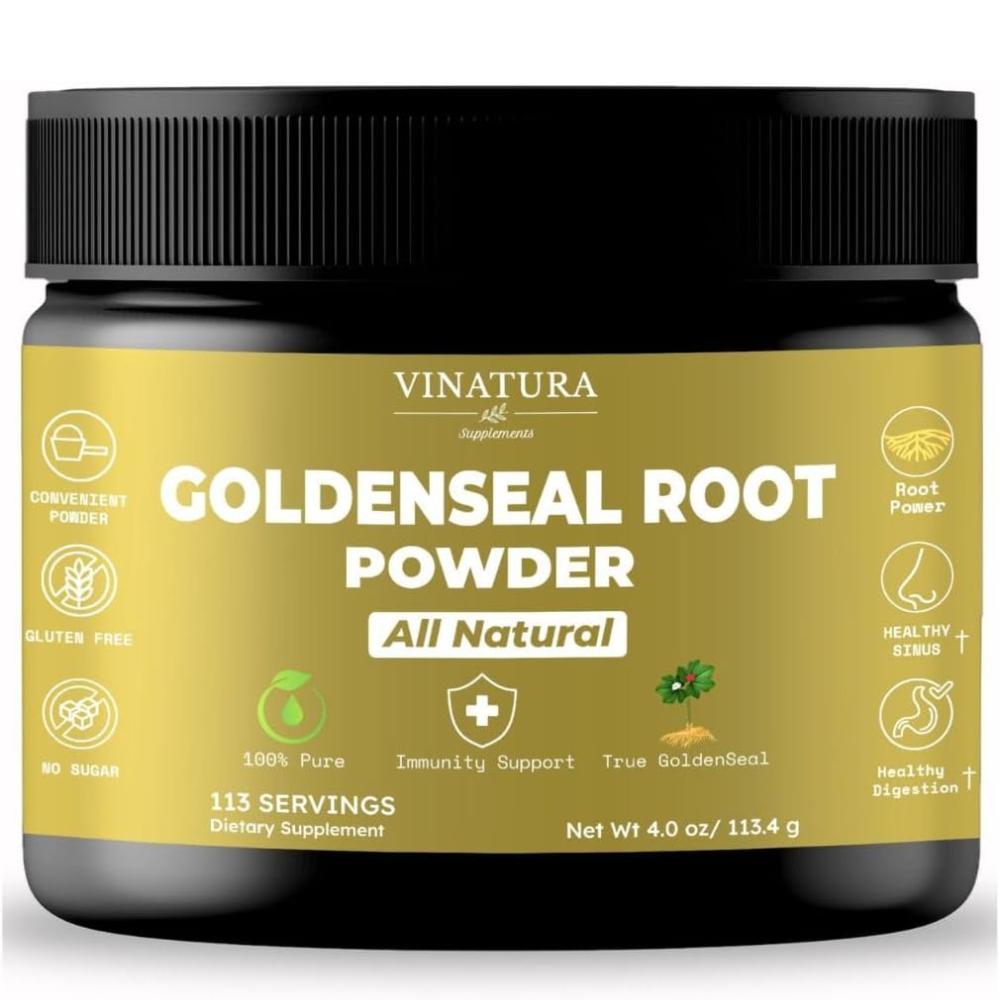 VINATURA
Supplements
GOLDENSEAL ROOT
POWDER
All Natural
CONVENIENT
POWDER
GLUTEN FREE
NO SUGAR
100% Pure
Immunity Support
True GoldenSeal
Root
Power
HEALTHY
SINUS †
Healthy
Digestion †
113 SERVINGS
Dietary Supplement
Net Wt 4.0 oz/ 113.4 g